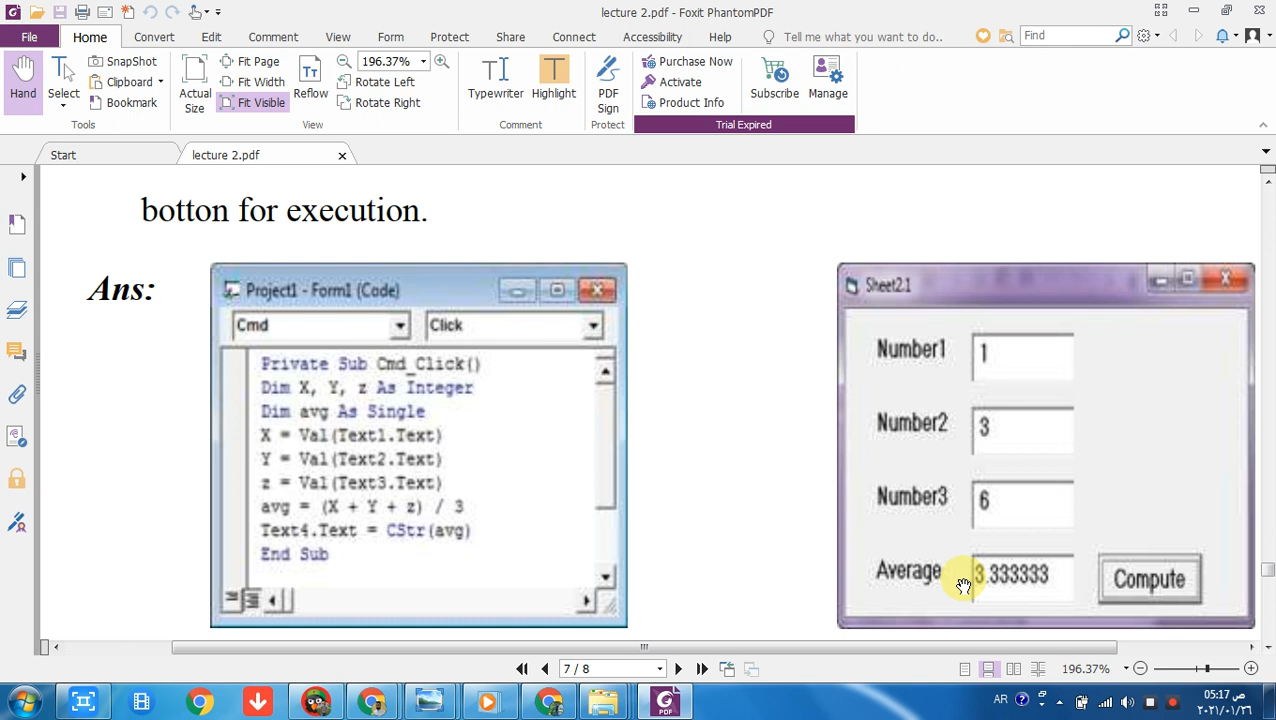 lecture 2.pdf - Foxit PhantomPDF
File Home Convert Edit Comment View Form Protect Share Connect Accessibility Help Tell me what you want to do.. Find
Hand
Select
SnapShot
Clipboard
Bookmark
Tools
Actual Size
Fit Page
Fit Width
Fit Visible
Reflow
196.37%
Rotate Left
Rotate Right
View
Typewriter
Highlight
Comment
PDF Sign
Protect
Purchase Now
Activate
Product Info
Subscribe
Manage
Trial Expired
Start
lecture 2.pdf
botton for execution.
Ans:
Project1 - Form1 (Code)
Cmd Click
Private Sub Cmd_Click()
Dim X, Y, z As Integer
Dim avg As Single
X = Val(Text1.Text)
Y = Val(Text2.Text)
z = Val(Text3.Text)
avg = (X + Y + z) / 3
Text4.Text = CStr(avg)
End Sub
Sheet2.1
Number1 1
Number2 3
Number3 6
Average 3.333333 Compute
7 / 8
196.37%
AR
05:17 ص
٢٠٢١/٠١/٢٦